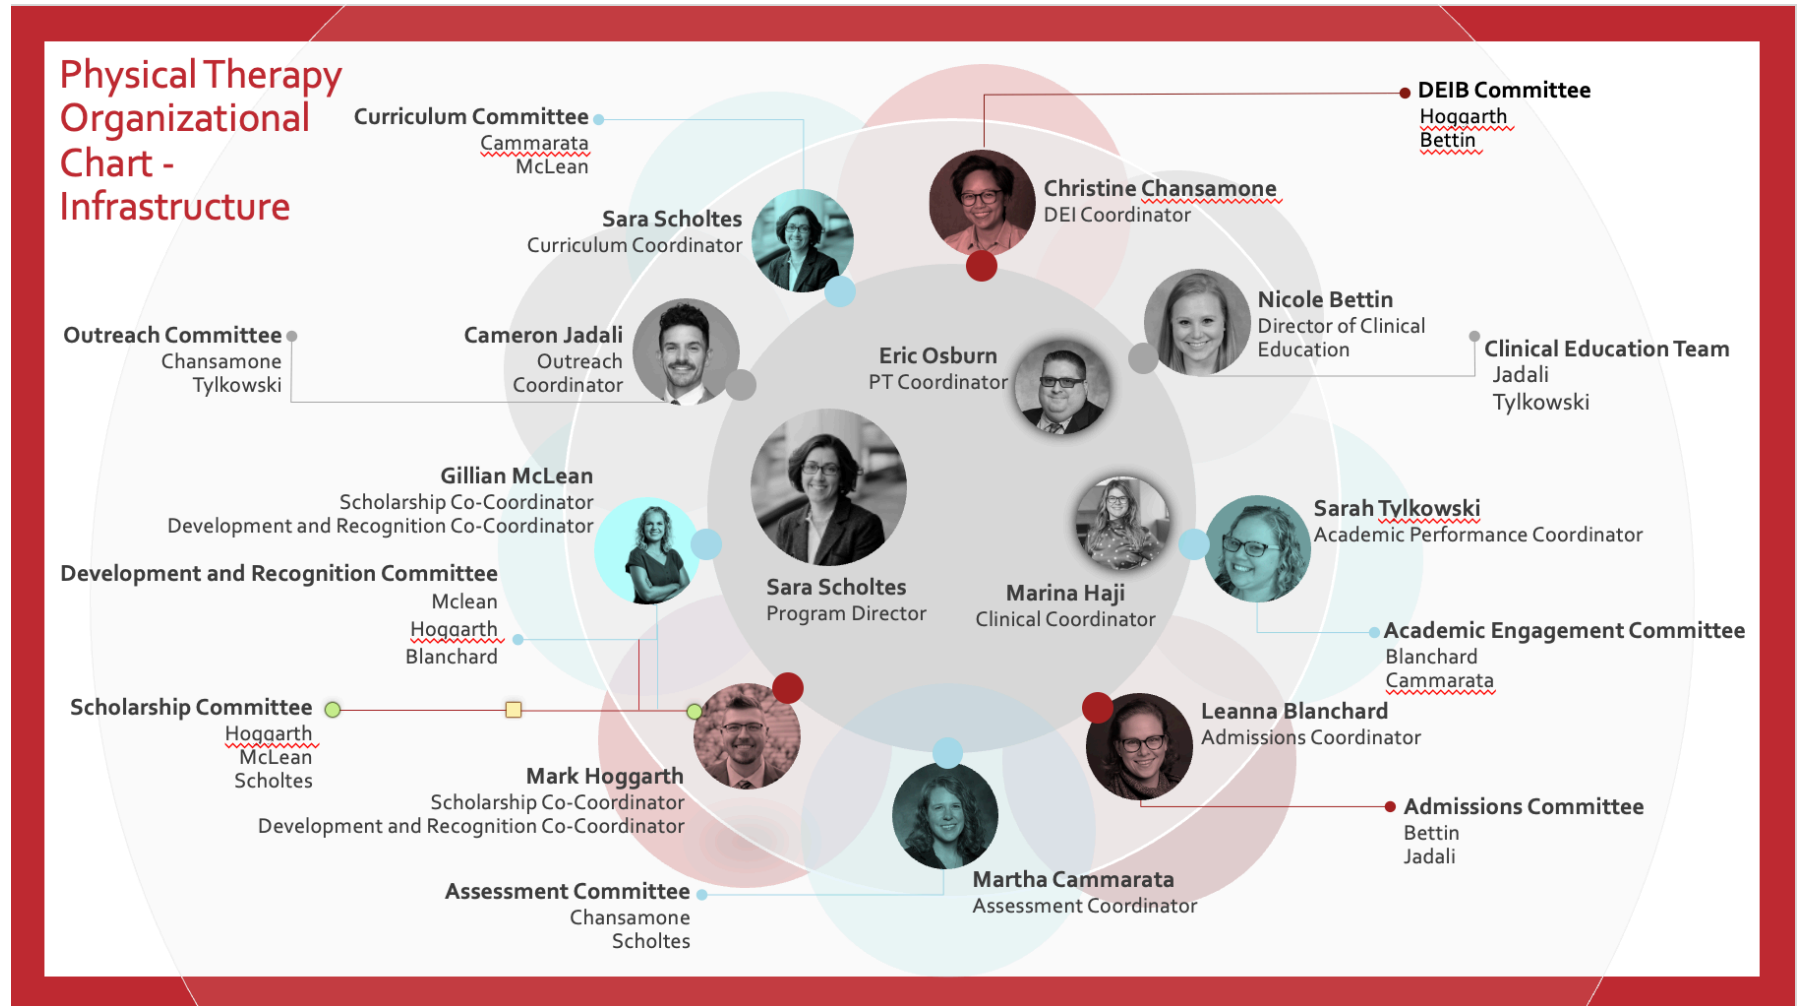 Physical Therapy
Organizational
Chart -
Infrastructure
Curriculum Committee
Cammarata
McLean
DEIB Committee
Hoggarth
Bettin
Christine Chansamone
DEI Coordinator
Sara Scholtes
Curriculum Coordinator
Nicole Bettin
Director of Clinical
Education
Outreach Committee
Chansamone
Tylkowski
Cameron Jadali
Outreach
Coordinator
Eric Osburn
PT Coordinator
Clinical Education Team
Jadali
Tylkowski
Gillian McLean
Scholarship Co-Coordinator
Development and Recognition Co-Coordinator
Sarah Tylkowski
Academic Performance Coordinator
Development and Recognition Committee
Mclean
Hoggarth
Blanchard
Sara Scholtes
Program Director
Marina Haji
Clinical Coordinator
Academic Engagement Committee
Blanchard
Cammarata
Scholarship Committee
Hoggarth
McLean
Scholtes
Leanna Blanchard
Admissions Coordinator
Mark Hoggarth
Scholarship Co-Coordinator
Development and Recognition Co-Coordinator
Admissions Committee
Bettin
Jadali
Assessment Committee
Chansamone
Scholtes
Martha Cammarata
Assessment Coordinator